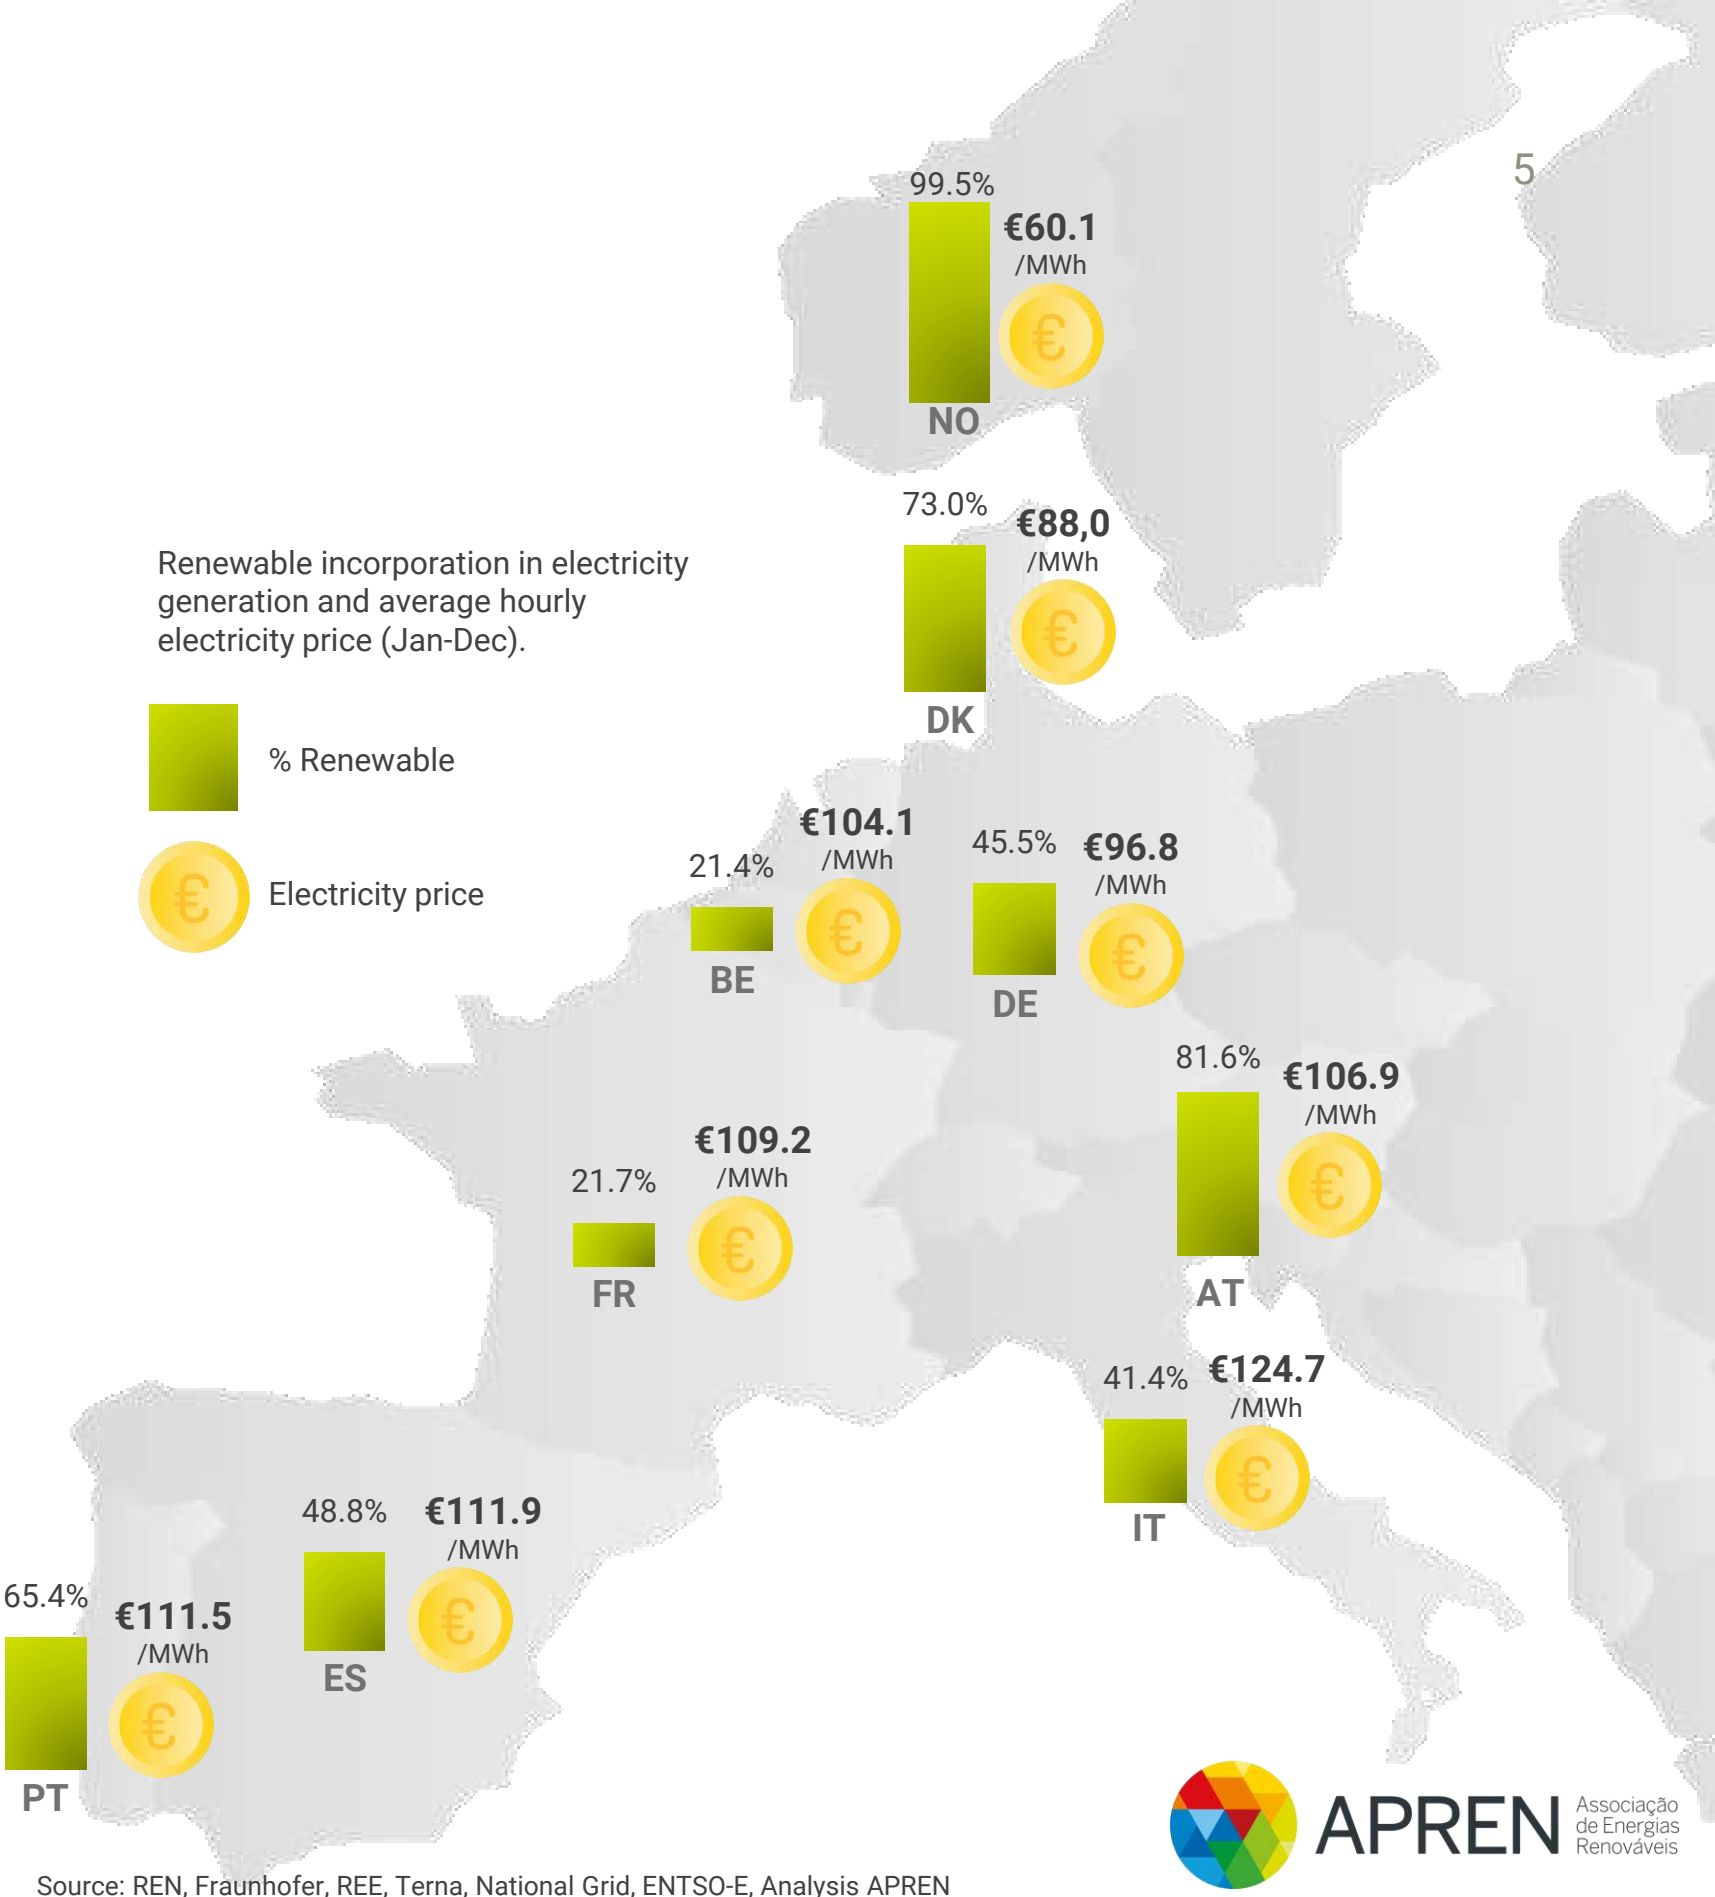 5
99.5%
€60.1
/MWh
€
NO
73.0%
€88,0
/MWh
€
DK
Renewable incorporation in electricity
generation and average hourly
electricity price (Jan-Dec).
% Renewable
€
Electricity price
21.4%
€104.1
/MWh
€
BE
45.5%
€96.8
/MWh
€
DE
81.6%
€106.9
/MWh
€
AT
21.7%
€109.2
/MWh
€
FR
41.4%
€124.7
/MWh
€
IT
48.8%
€111.9
/MWh
€
ES
65.4%
€111.5
/MWh
€
PT
APREN
Associação
de Energias
Renováveis
Source: REN, Fraunhofer, REE, Terna, National Grid, ENTSO-E, Analysis APREN